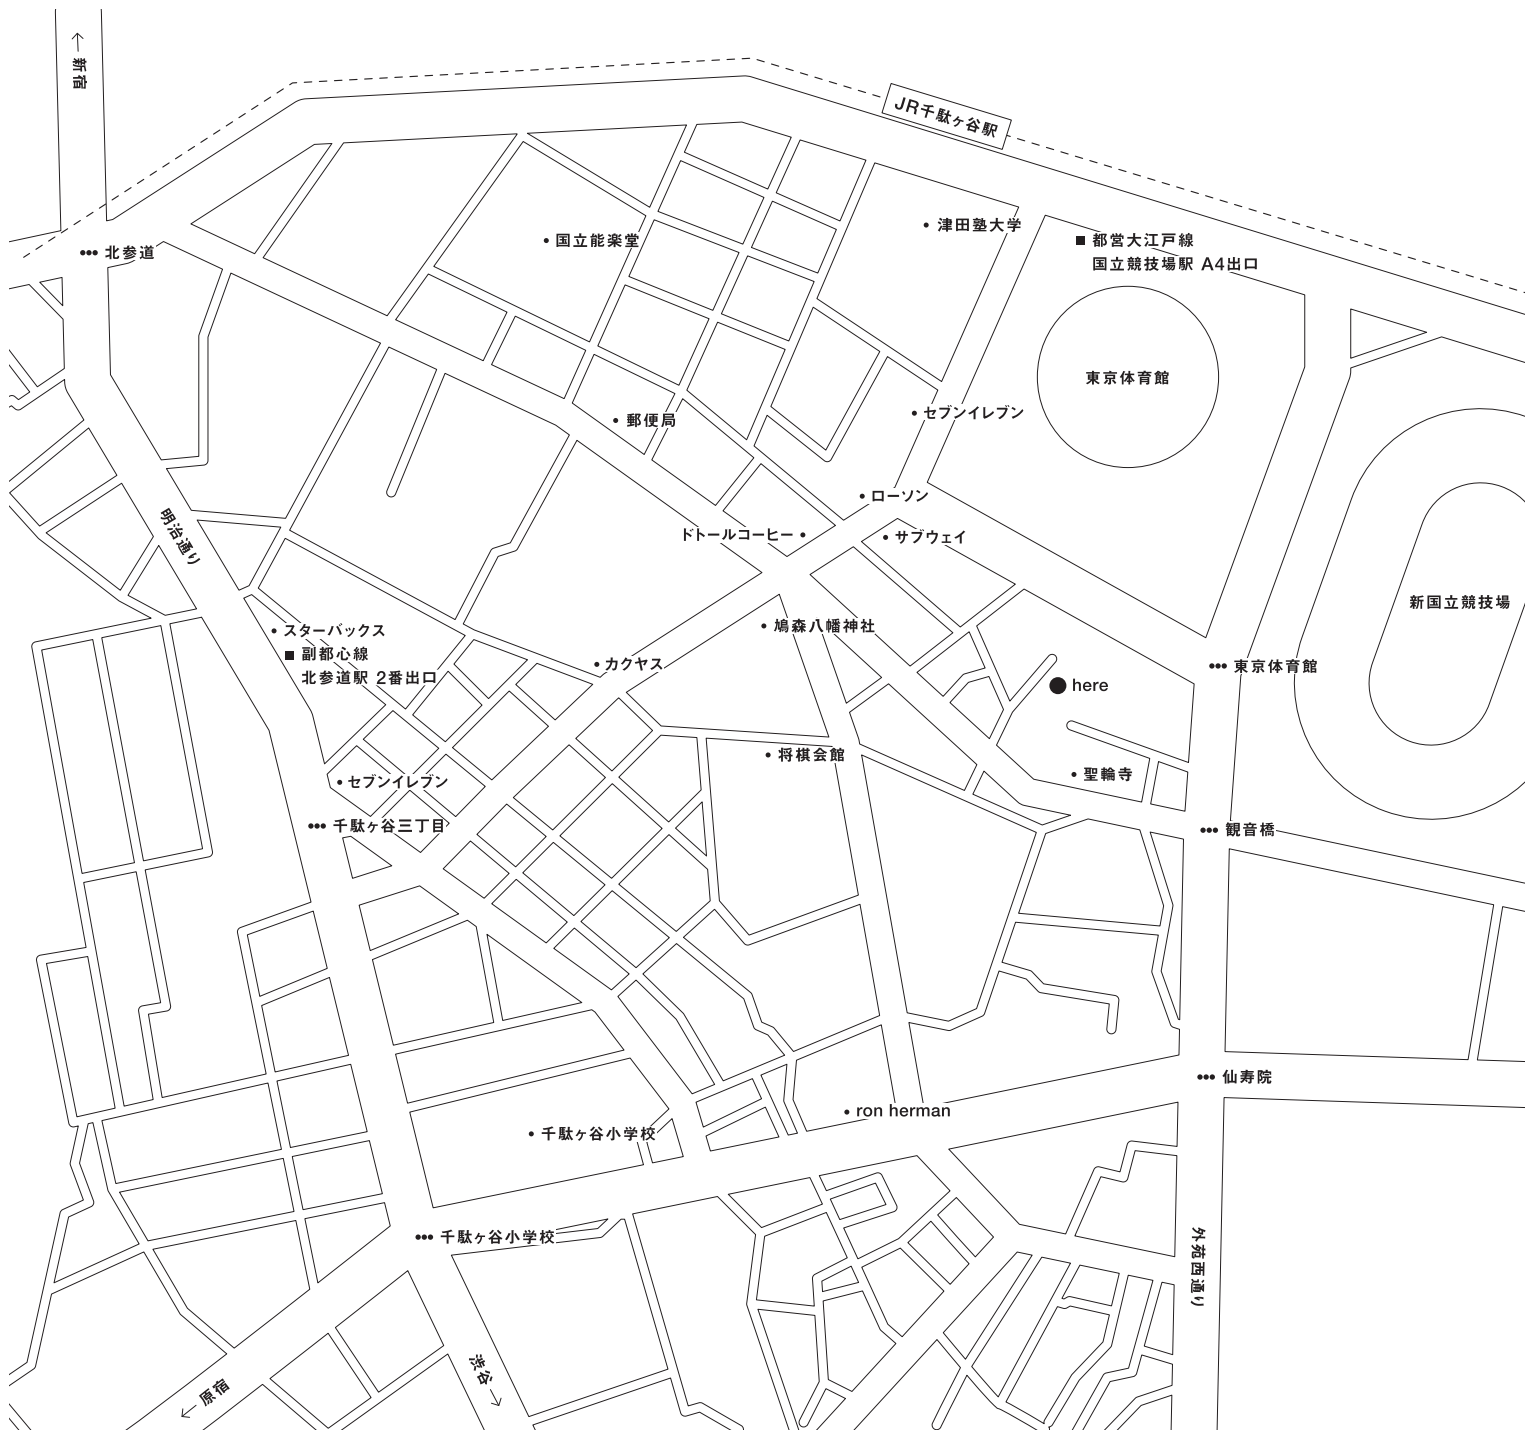 ← 新宿
JR千駄ヶ谷駅
北参道
国立能楽堂
津田塾大学
都営大江戸線
国立競技場駅 A4出口
東京体育館
セブンイレブン
郵便局
ローソン
ドトールコーヒー
サブウェイ
明治通り
新国立競技場
スターバックス
副都心線
北参道駅 2番出口
鳩森八幡神社
カクヤス
東京体育館
here
将棋会館
聖輪寺
セブンイレブン
千駄ヶ谷三丁目
観音橋
仙寿院
ron herman
千駄ヶ谷小学校
千駄ヶ谷小学校
外苑西通り
← 原宿
渋谷 →